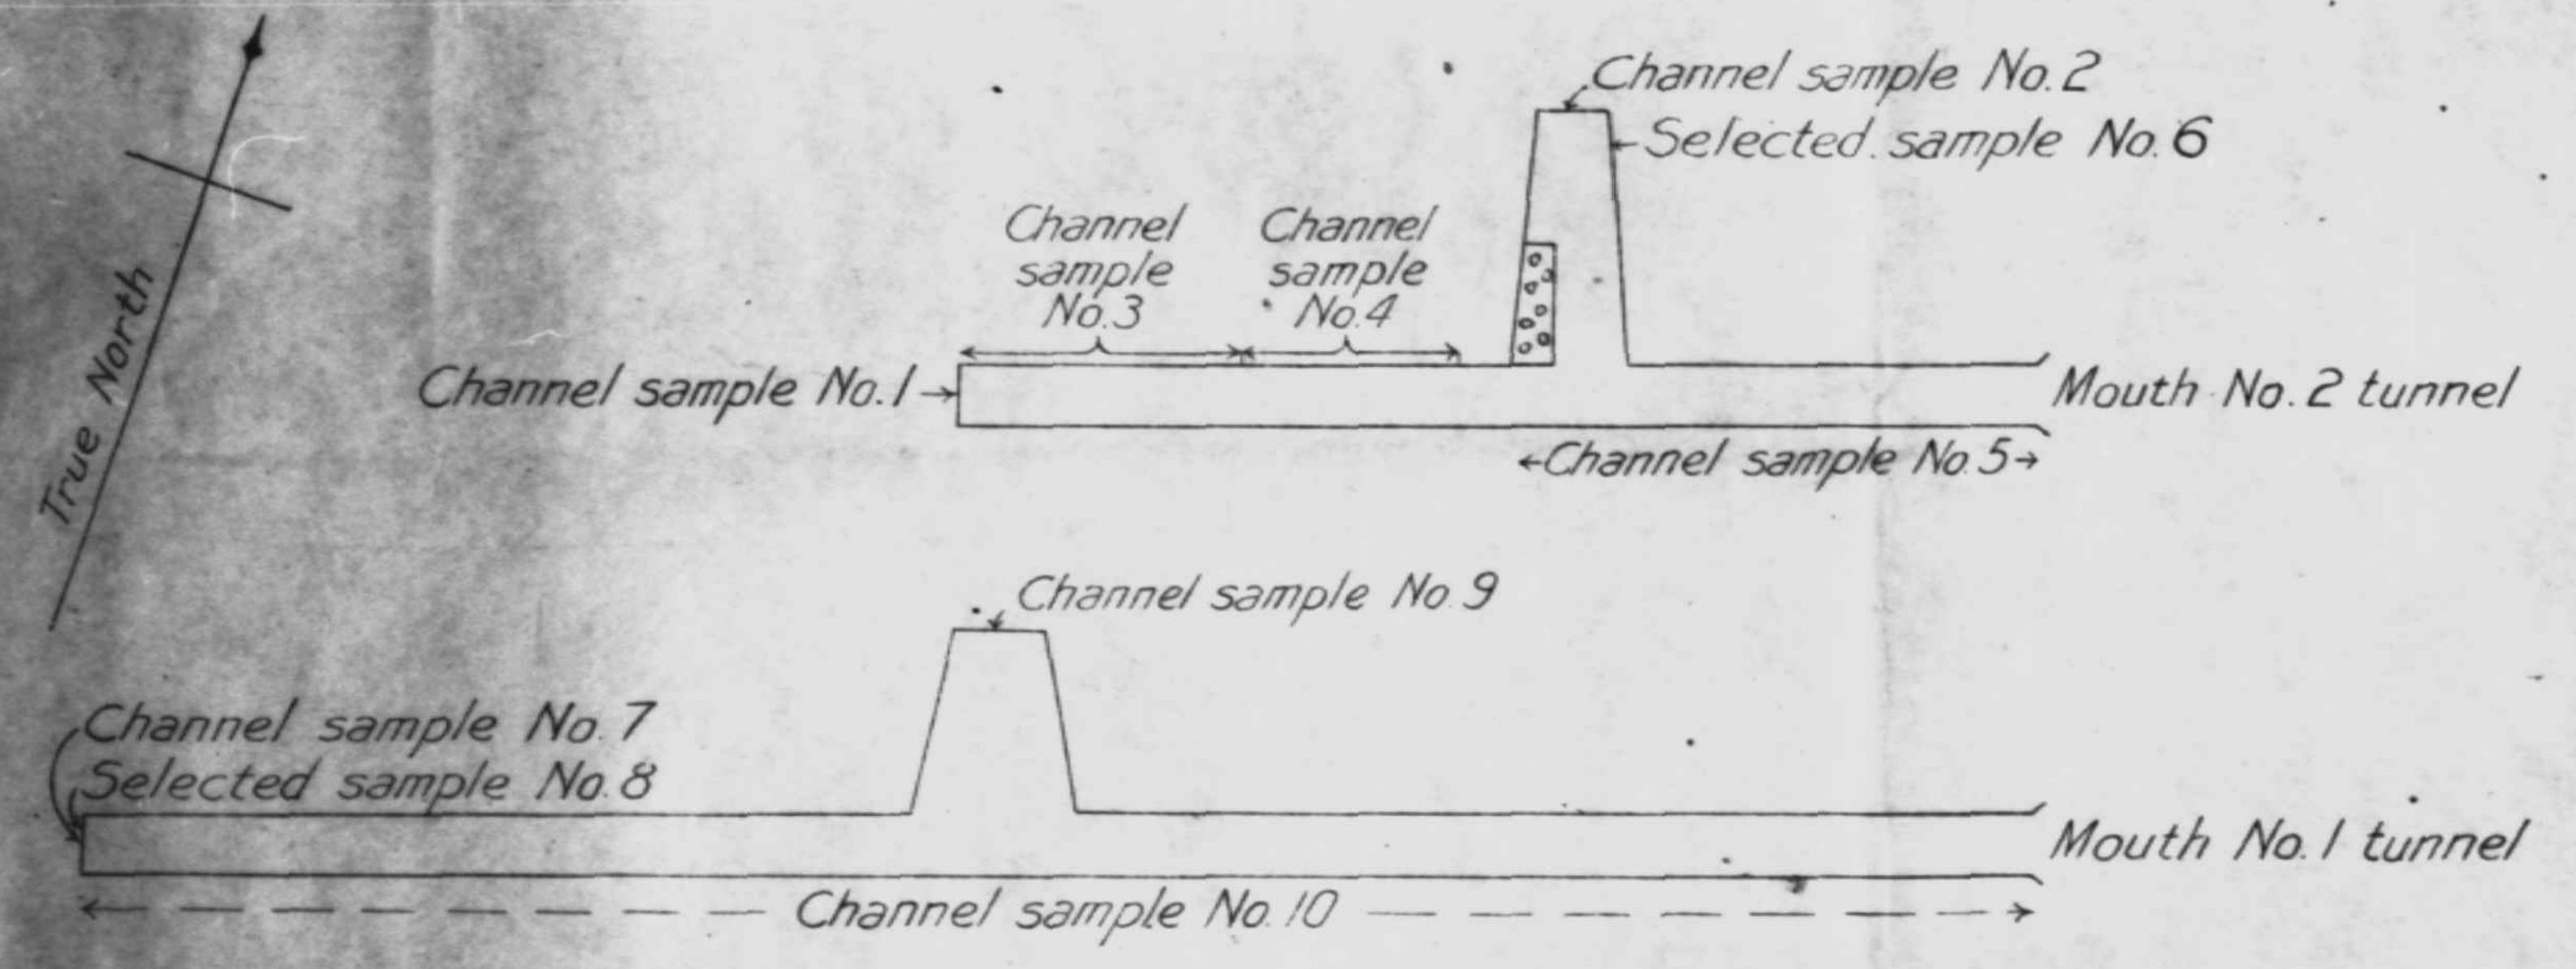 True North
Channel sample No. 2
Selected sample No. 6
Channel
sample
No. 3
Channel
sample
No. 4
Channel sample No. 1
Mouth No. 2 tunnel
Channel sample No. 5
Channel sample No. 9
Channel sample No. 7
Selected sample No. 8
Mouth No. 1 tunnel
Channel sample No. 10